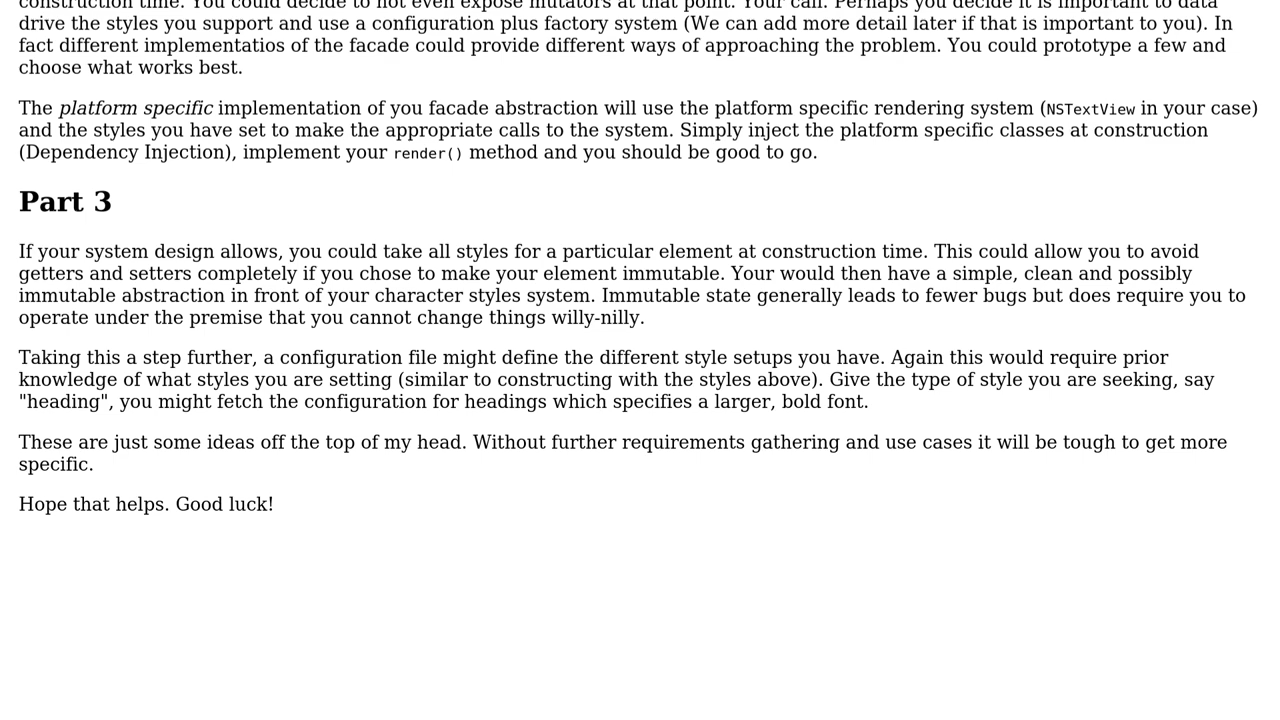 construction time. You could decide to not even expose mutators at that point. Your call. Perhaps you decide it is important to data
drive the styles you support and use a configuration plus factory system (We can add more detail later if that is important to you). In
fact different implementatios of the facade could provide different ways of approaching the problem. You could prototype a few and
choose what works best.
The platform specific implementation of you facade abstraction will use the platform specific rendering system (NSTextView in your case)
and the styles you have set to make the appropriate calls to the system. Simply inject the platform specific classes at construction
(Dependency Injection), implement your render() method and you should be good to go.
Part 3
If your system design allows, you could take all styles for a particular element at construction time. This could allow you to avoid
getters and setters completely if you chose to make your element immutable. Your would then have a simple, clean and possibly
immutable abstraction in front of your character styles system. Immutable state generally leads to fewer bugs but does require you to
operate under the premise that you cannot change things willy-nilly.
Taking this a step further, a configuration file might define the different style setups you have. Again this would require prior
knowledge of what styles you are setting (similar to constructing with the styles above). Give the type of style you are seeking, say
"heading", you might fetch the configuration for headings which specifies a larger, bold font.
These are just some ideas off the top of my head. Without further requirements gathering and use cases it will be tough to get more
specific.
Hope that helps. Good luck!